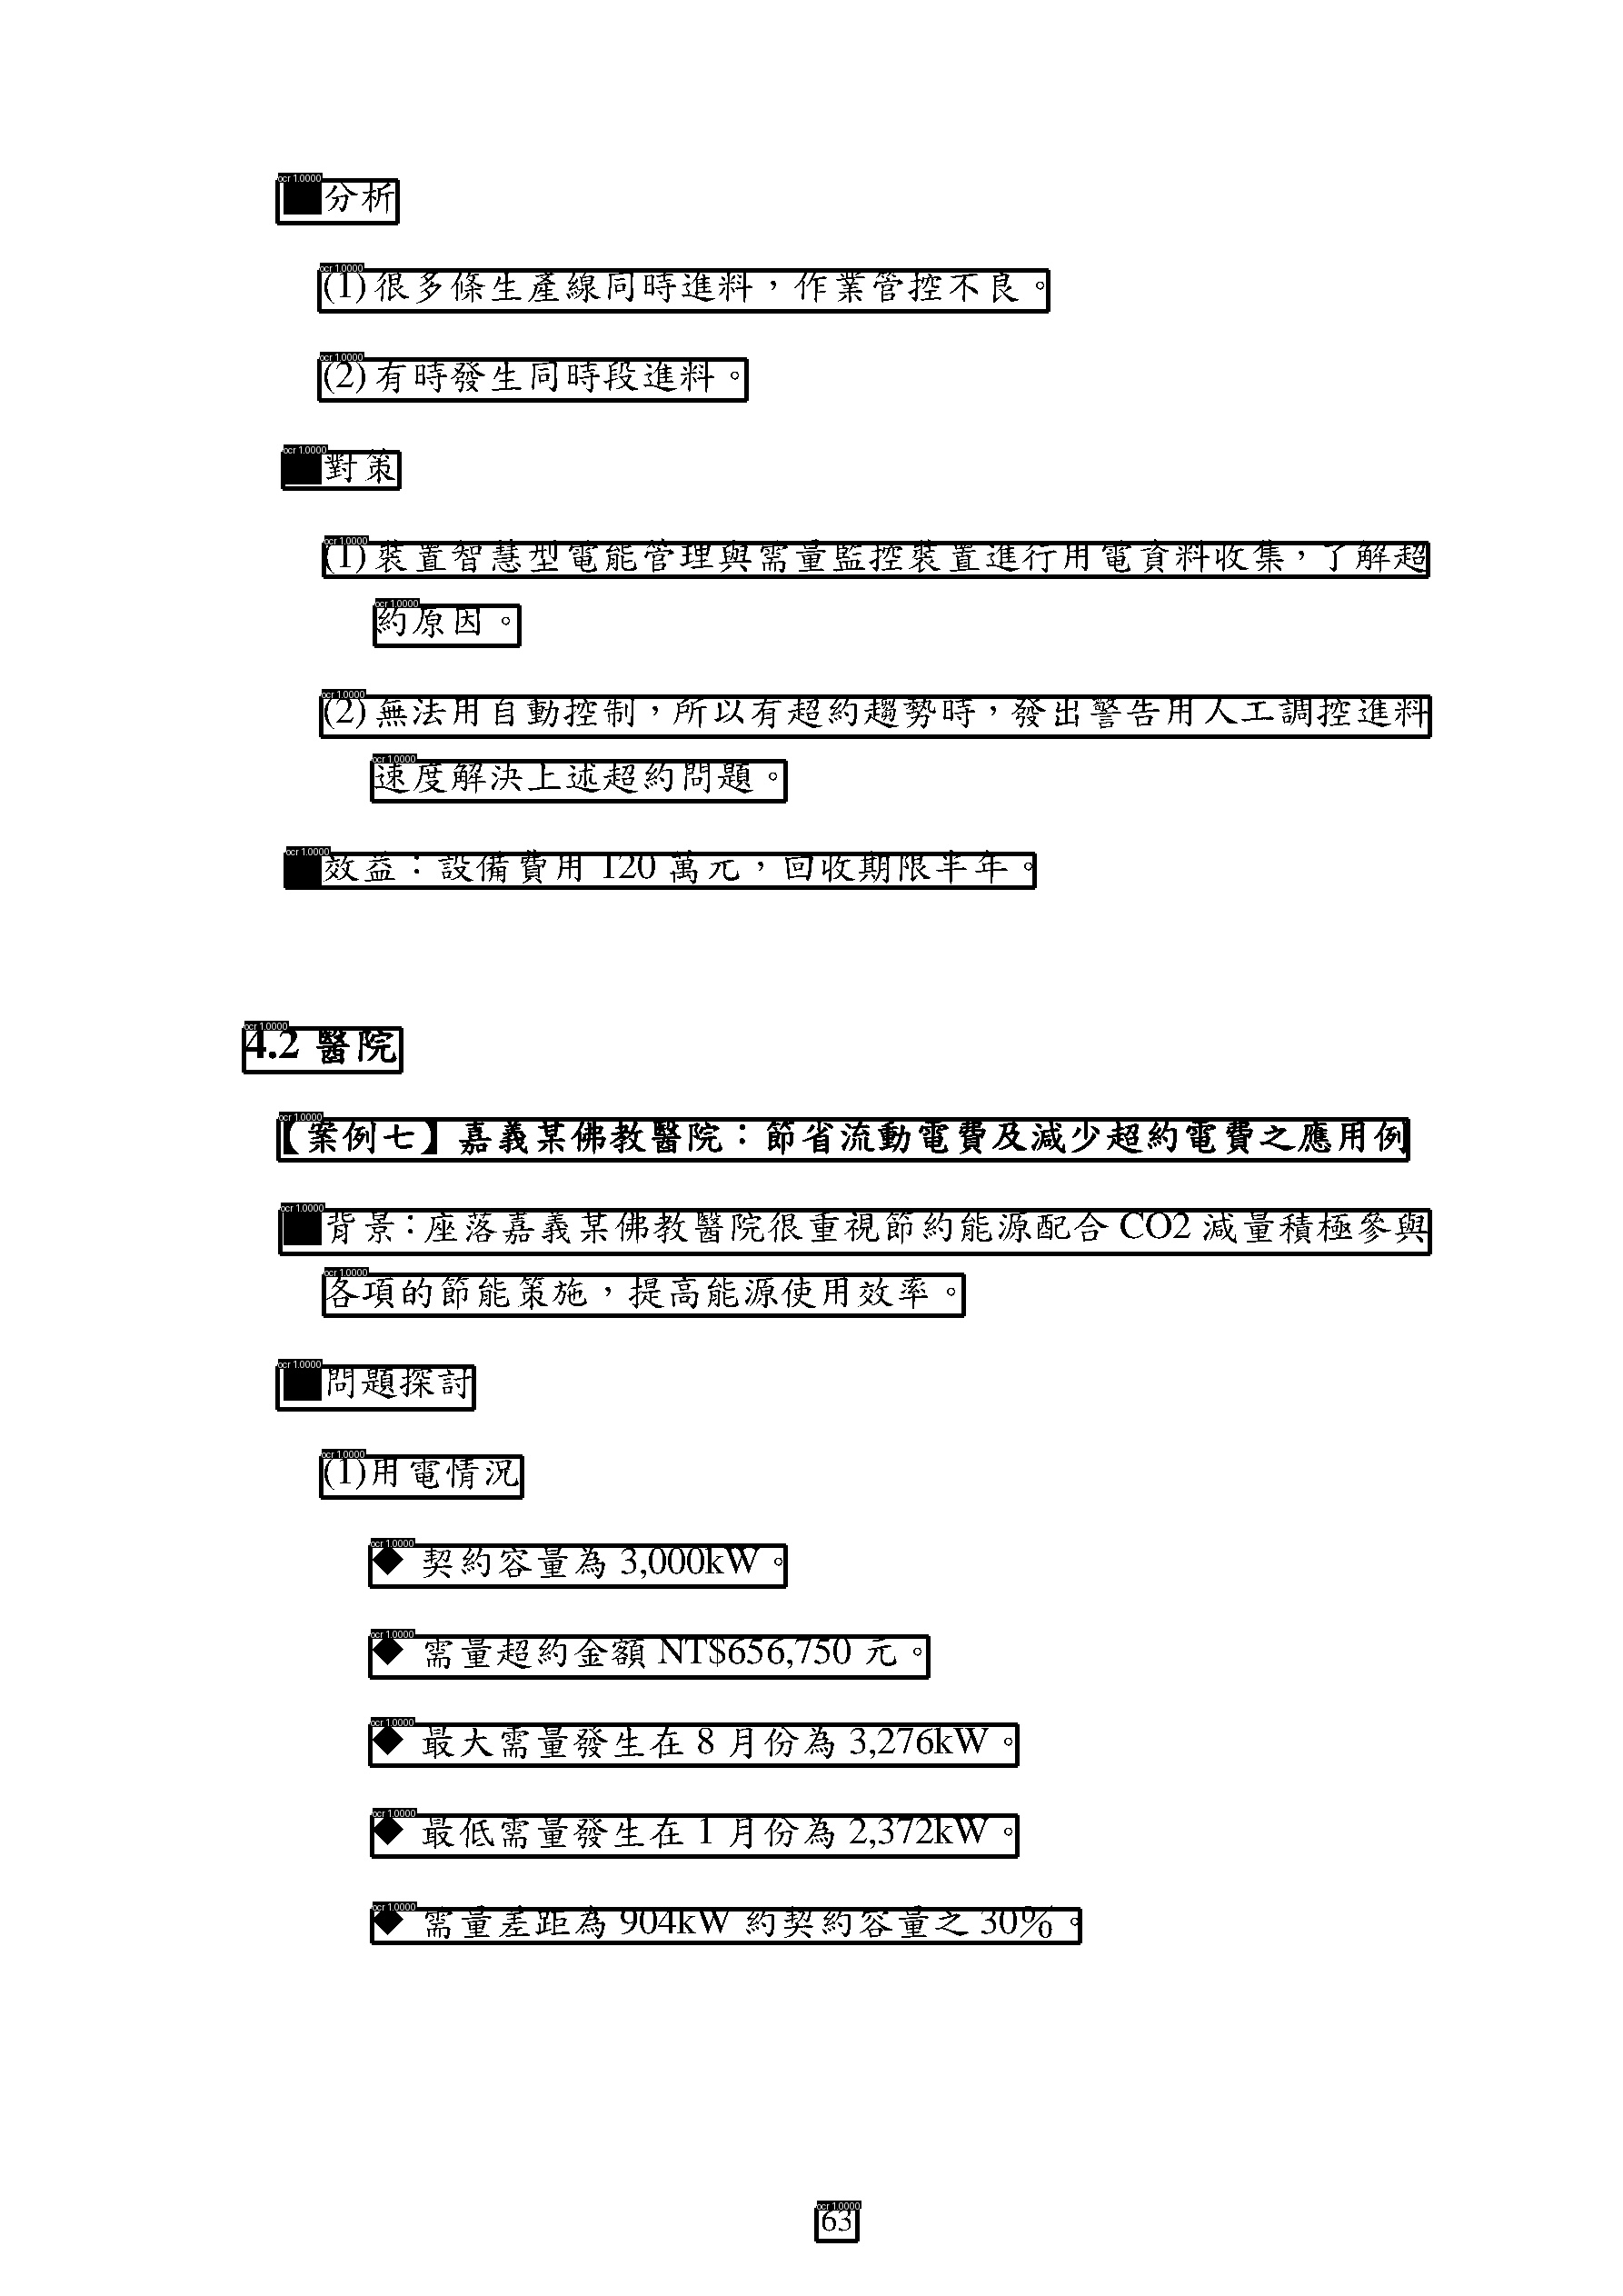 ■分析
(1)很多條生產線同時進料，作業管控不良。
(2)有時發生同時段進料。
■對策
(1)裝置智慧型電能管理與需量監控裝置進行用電資料收集，了解超
約原因。
(2)無法用自動控制，所以有超約趨勢時，發出警告用人工調控進料
速度解決上述超約問題。
■效益：設備費用 120 萬元，回收期限半年。
4.2 醫院
【案例七】嘉義某佛教醫院：節省流動電費及減少超約電費之應用例
■背景：座落嘉義某佛教醫院很重視節約能源配合 CO2 減量積極參與
各項的節能策施，提高能源使用效率。
■問題探討
(1)用電情況
◆ 契約容量為 3,000kW。
◆ 需量超約金額 NT$656,750 元。
◆ 最大需量發生在 8 月份為 3,276kW。
◆ 最低需量發生在 1 月份為 2,372kW。
◆ 需量差距為 904kW 約契約容量之 30%。
63